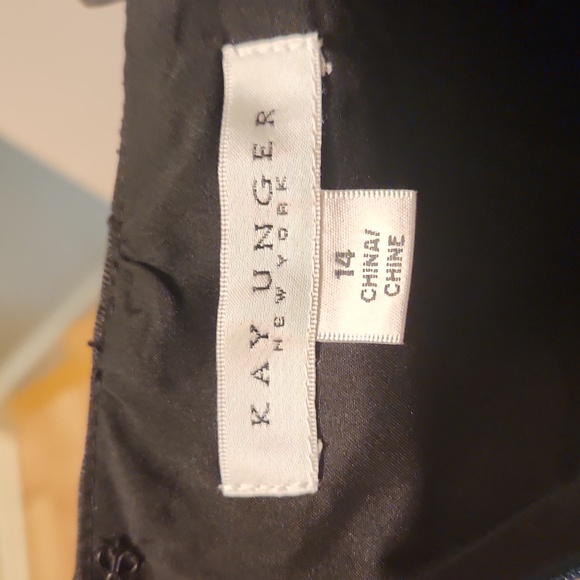 KAY UNGER
NEW YORK
14
CHINA/
CHINE